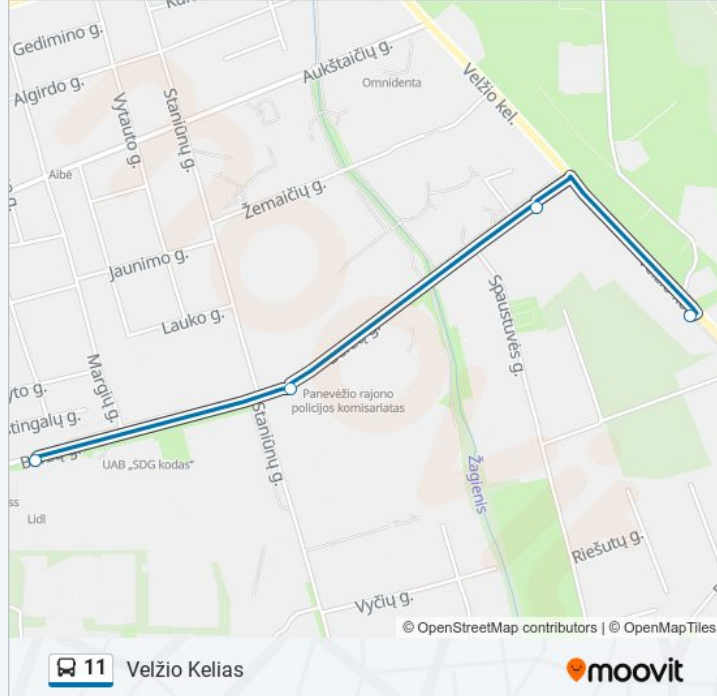 Gedimino g.
Algirdo g.
Vytauto g.
Staniūnų g.
Aukštaičių g.
Omnidenta
Velžio kel.
Aibė
Žemaičių g.
Jaunimo g.
Lauko g.
Margių g.
Spaustuvės g.
Panevėžio rajono
policijos komisariatas
Staniūnų g.
UAB „SDG kodas“
Lidl
Žagienis
Riešutų g.
Vyčių g.
© OpenStreetMap contributors | © OpenMapTiles
11 Velžio Kelias
moovit